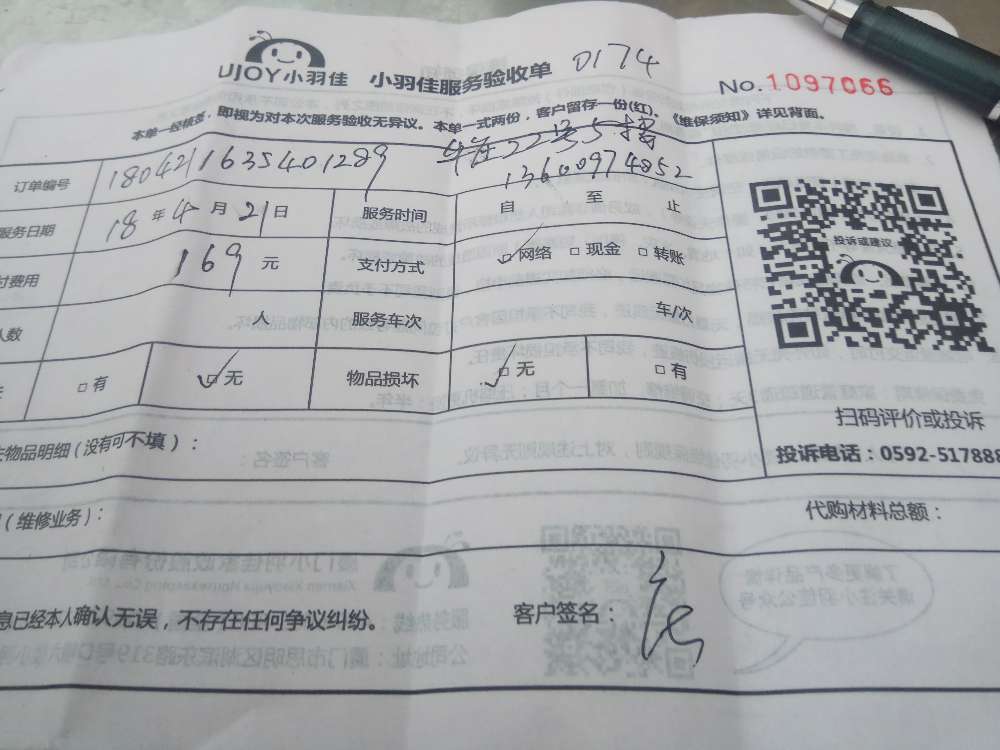 UJOY小羽佳 小羽佳服务验收单 0174
No.1097066
本单一经核签，即视为对本次服务验收无异议。本单一式两份，客户留存一份(红)。《维保须知》详见背面。
订单编号 1804211635401289
13600974852
服务日期 18年4月21日 服务时间 自 至 止
付费用 169元 支付方式 □网络 □现金 □转账
人数 人 服务车次 车/次
□有 □无 物品损坏 □无 □有
投诉或建议
扫码评价或投诉
投诉电话：0592-517888
物品明细（没有可不填）：
（维修业务）： 代购材料总额：
息已经本人确认无误，不存在任何争议纠纷。 客户签名：